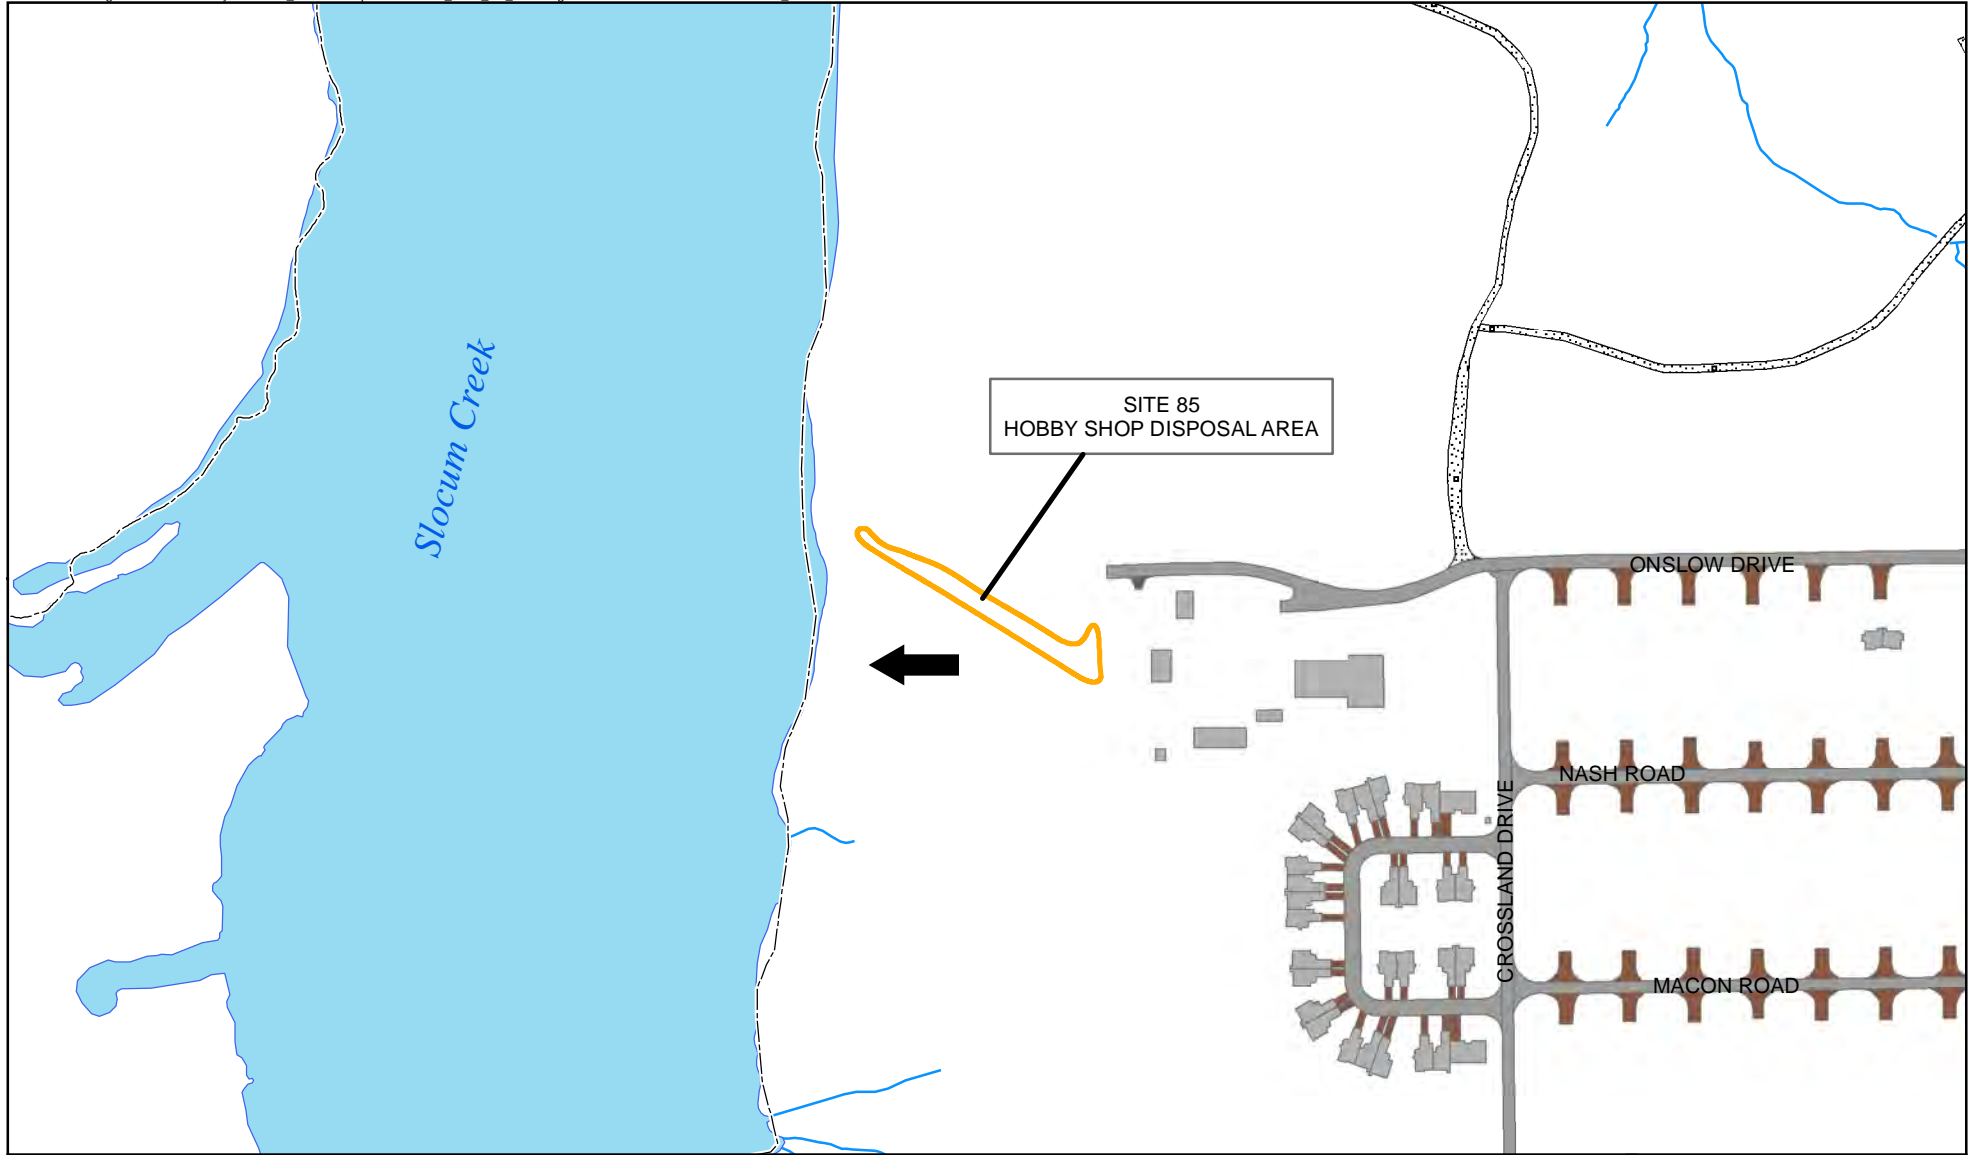 Slocum Creek
SITE 85
HOBBY SHOP DISPOSAL AREA
ONSLOW DRIVE
NASH ROAD
CROSSLAND DRIVE
MACON ROAD